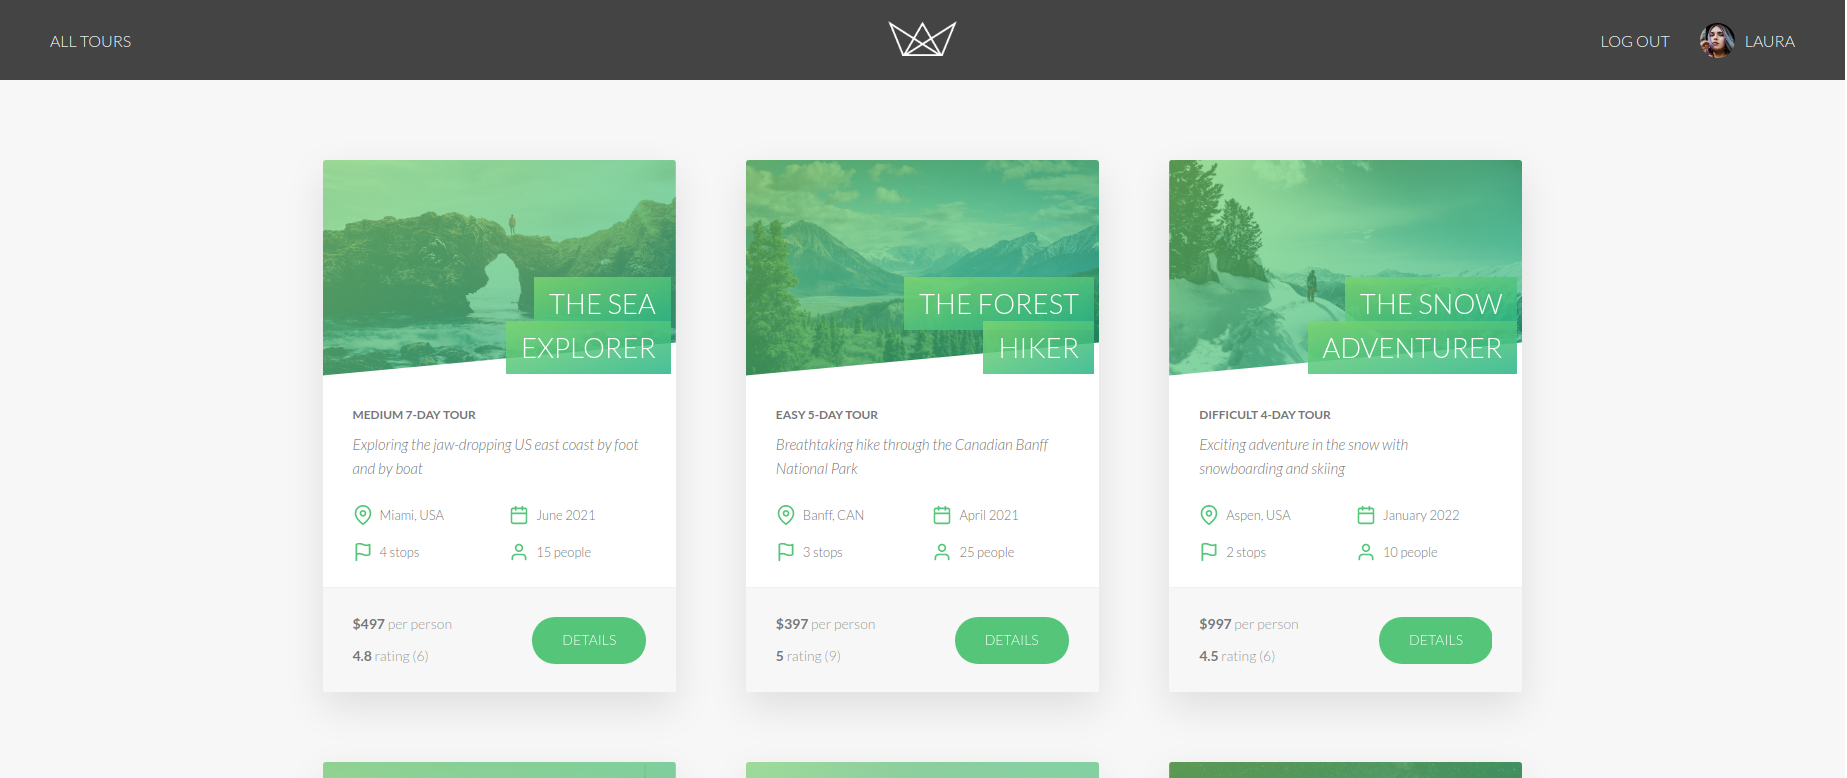 ALL TOURS
LOG OUT
LAURA
THE SEA
EXPLORER
MEDIUM 7-DAY TOUR
Exploring the jaw-dropping US east coast by foot
and by boat
Miami, USA
June 2021
4 stops
15 people
$497 per person
4.8 rating (6)
DETAILS
THE FOREST
HIKER
EASY 5-DAY TOUR
Breathtaking hike through the Canadian Banff
National Park
Banff, CAN
April 2021
3 stops
25 people
$397 per person
5 rating (9)
DETAILS
THE SNOW
ADVENTURER
DIFFICULT 4-DAY TOUR
Exciting adventure in the snow with
snowboarding and skiing
Aspen, USA
January 2022
2 stops
10 people
$997 per person
4.5 rating (6)
DETAILS